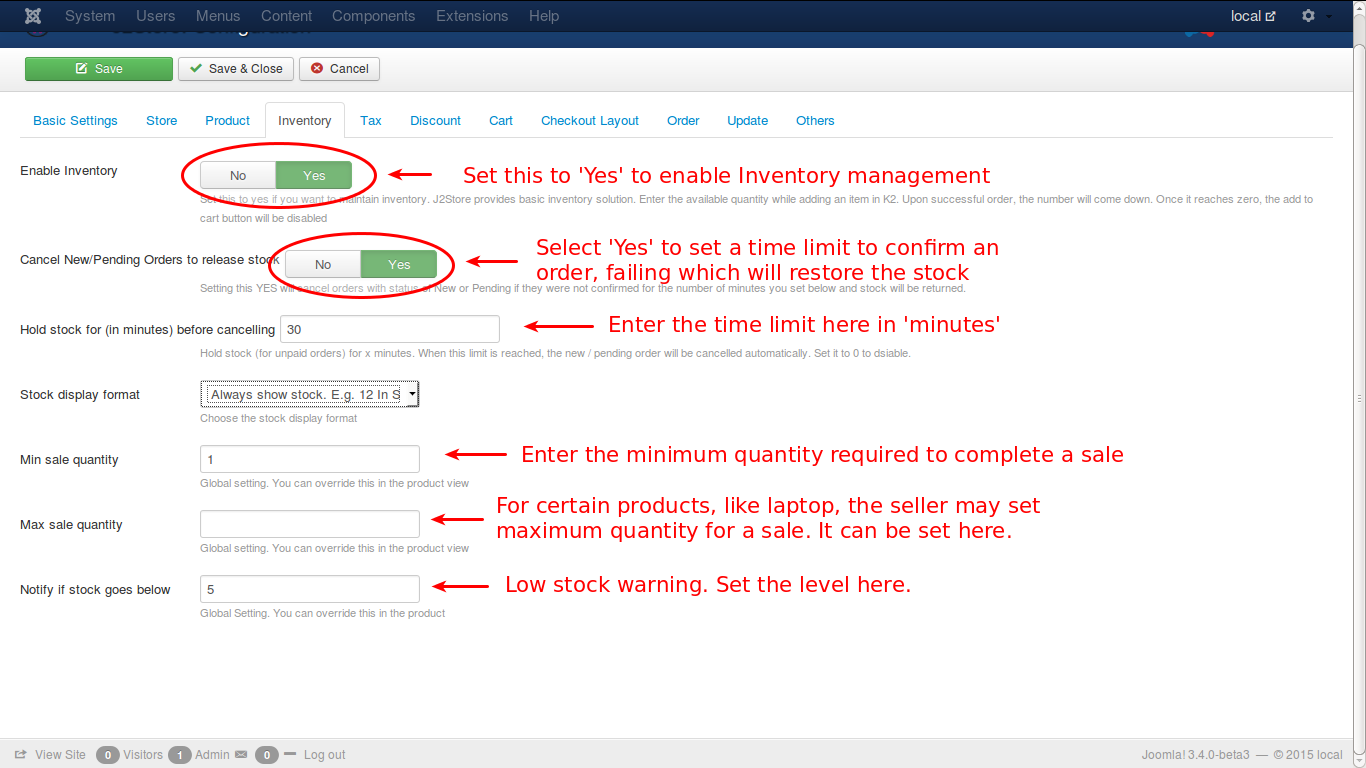 System Users Menus Content Components Extensions Help local
Save Save & Close Cancel
Basic Settings Store Product Inventory Tax Discount Cart Checkout Layout Order Update Others
Enable Inventory No Yes Set this to 'Yes' to enable Inventory management
Set this to yes if you want to maintain inventory. J2Store provides basic inventory solution. Enter the available quantity while adding an item in K2. Upon successful order, the number will come down. Once it reaches zero, the add to
cart button will be disabled
Select 'Yes' to set a time limit to confirm an
order, failing which will restore the stock
Cancel New/Pending Orders to release stock No Yes
Setting this YES will cancel orders with status of New or Pending if they were not confirmed for the number of minutes you set below and stock will be returned.
Hold stock for (in minutes) before cancelling 30 Enter the time limit here in 'minutes'
Hold stock (for unpaid orders) for x minutes. When this limit is reached, the new / pending order will be cancelled automatically. Set it to 0 to dsiable.
Stock display format Always show stock. E.g. 12 In S
Choose the stock display format
Min sale quantity 1 Enter the minimum quantity required to complete a sale
Global setting. You can override this in the product view
For certain products, like laptop, the seller may set
maximum quantity for a sale. It can be set here.
Max sale quantity
Global setting. You can override this in the product view
Notify if stock goes below 5 Low stock warning. Set the level here.
Global Setting. You can override this in the product
View Site 0 Visitors 1 Admin 0 Log out Joomla! 3.4.0-beta3 — © 2015 local